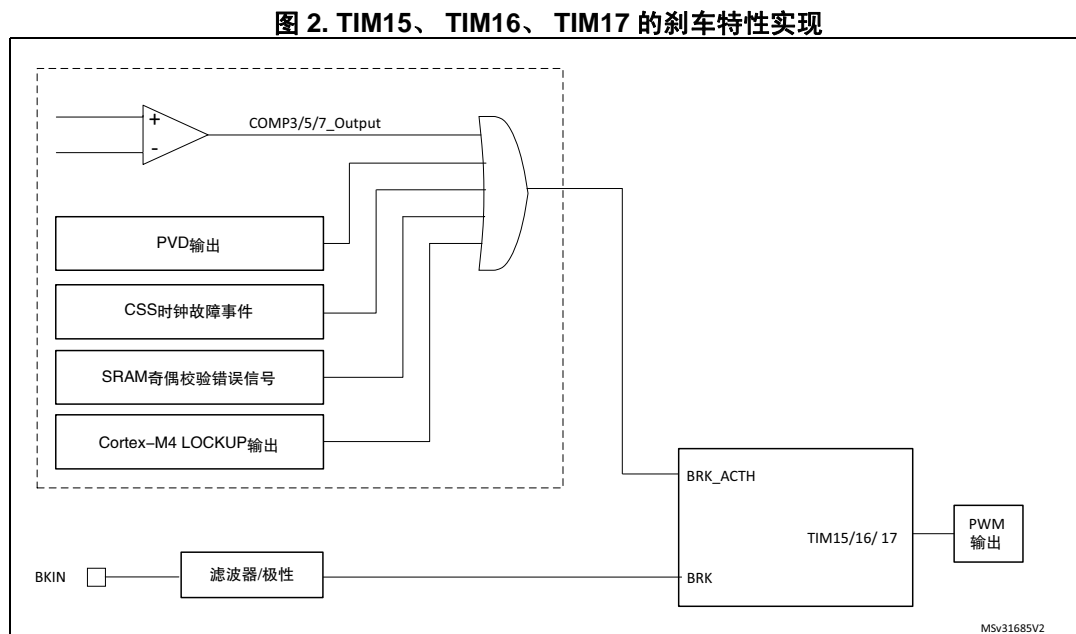 图 2. TIM15、 TIM16、 TIM17 的刹车特性实现
+
-
COMP3/5/7_Output
PVD输出
CSS时钟故障事件
SRAM奇偶校验错误信号
Cortex–M4 LOCKUP输出
BRK_ACTH
TIM15/16/ 17
PWM
输出
BKIN
滤波器/极性
BRK
MSv31685V2